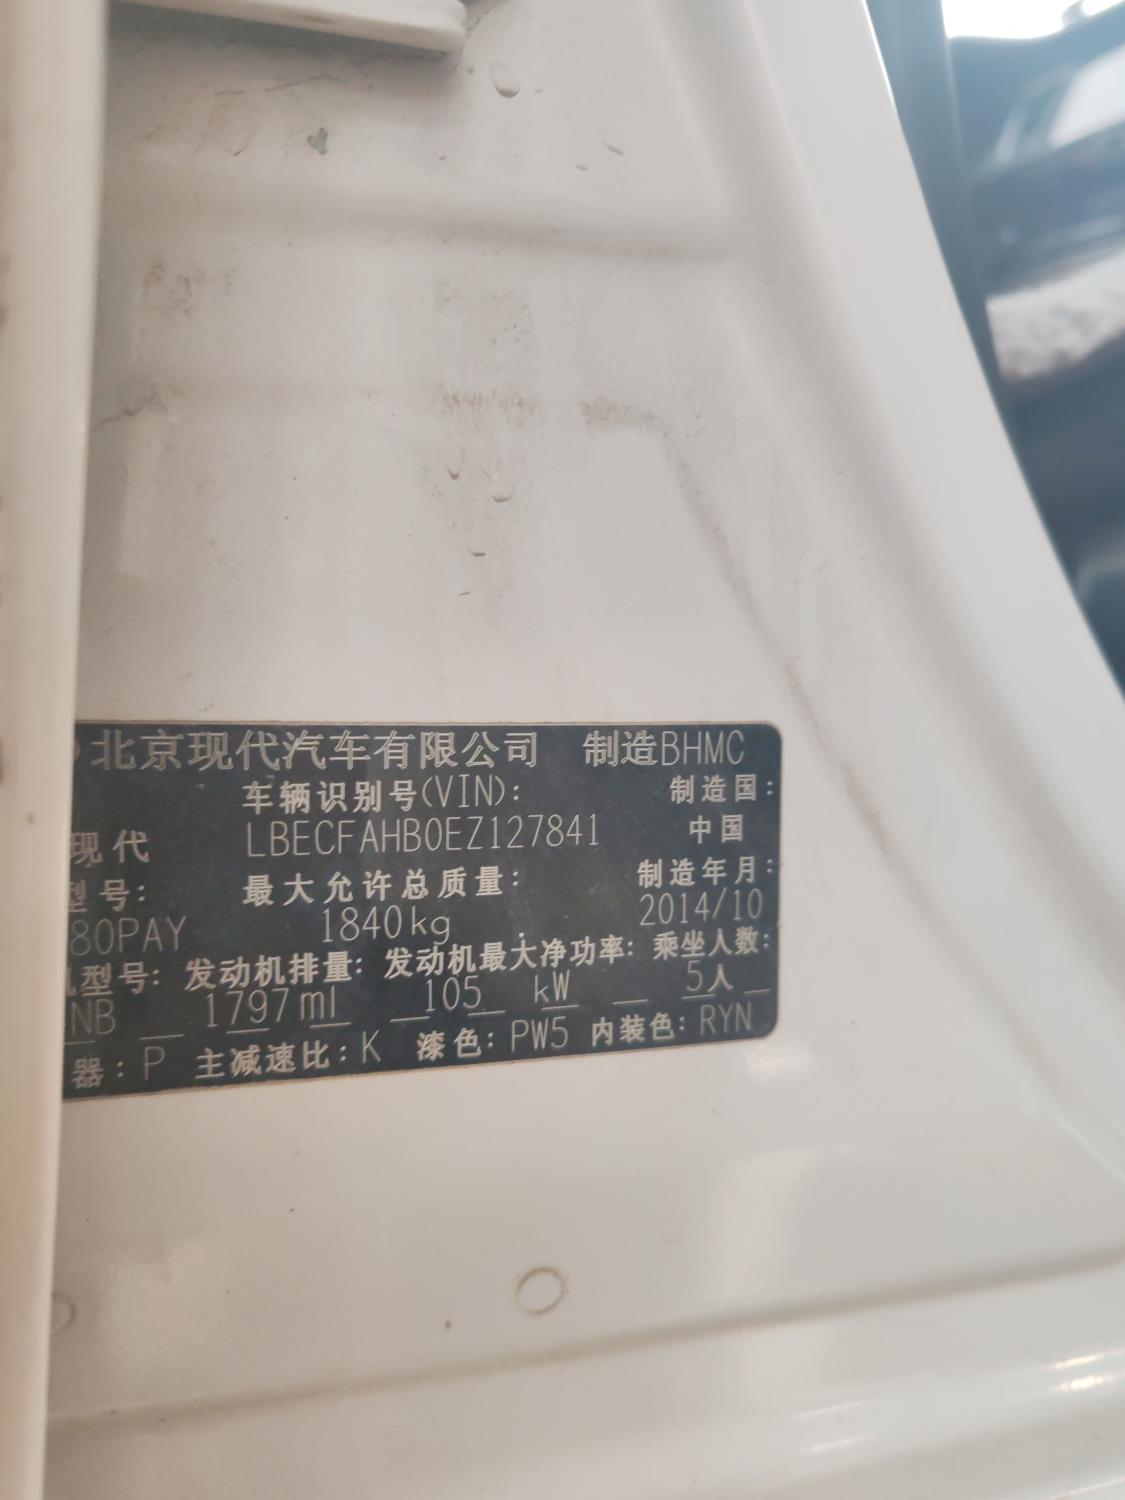 北京现代汽车有限公司 制造BHMC
车辆识别号(VIN): 制造国:
现代 LBECFAHB0EZ127841 中国
型号: 最大允许总质量: 制造年月:
80PAY 1840kg 2014/10
型号: 发动机排量: 发动机最大净功率: 乘坐人数:
NB 1797ml 105 kW 5人
器: P 主减速比: K 漆色: PW5 内装色: RYN